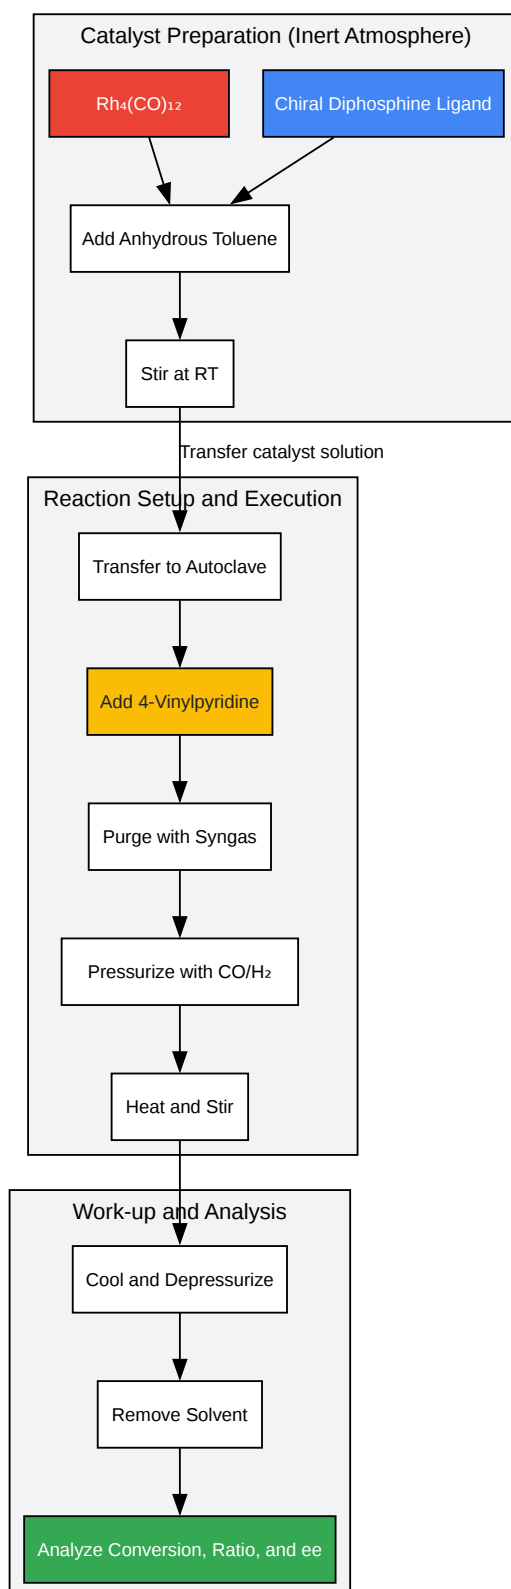 Catalyst Preparation (Inert Atmosphere)
Rh₄(CO)₁₂
Chiral Diphosphine Ligand
Add Anhydrous Toluene
Stir at RT
Transfer catalyst solution
Reaction Setup and Execution
Transfer to Autoclave
Add 4-Vinylpyridine
Purge with Syngas
Pressurize with CO/H₂
Heat and Stir
Work-up and Analysis
Cool and Depressurize
Remove Solvent
Analyze Conversion, Ratio, and ee